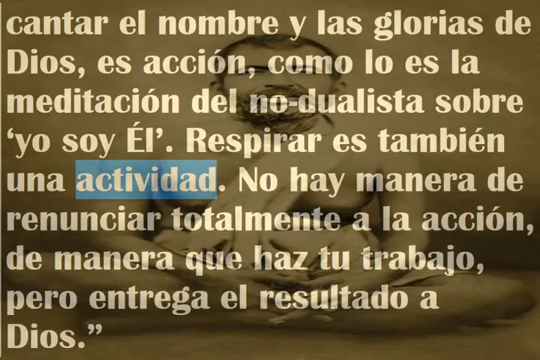 cantar el nombre y las glorias de
Dios, es acción, como lo es la
meditación del no-dualista sobre
‘yo soy Él’. Respirar es también
una actividad. No hay manera de
renunciar totalmente a la acción,
de manera que haz tu trabajo,
pero entrega el resultado a
Dios.”